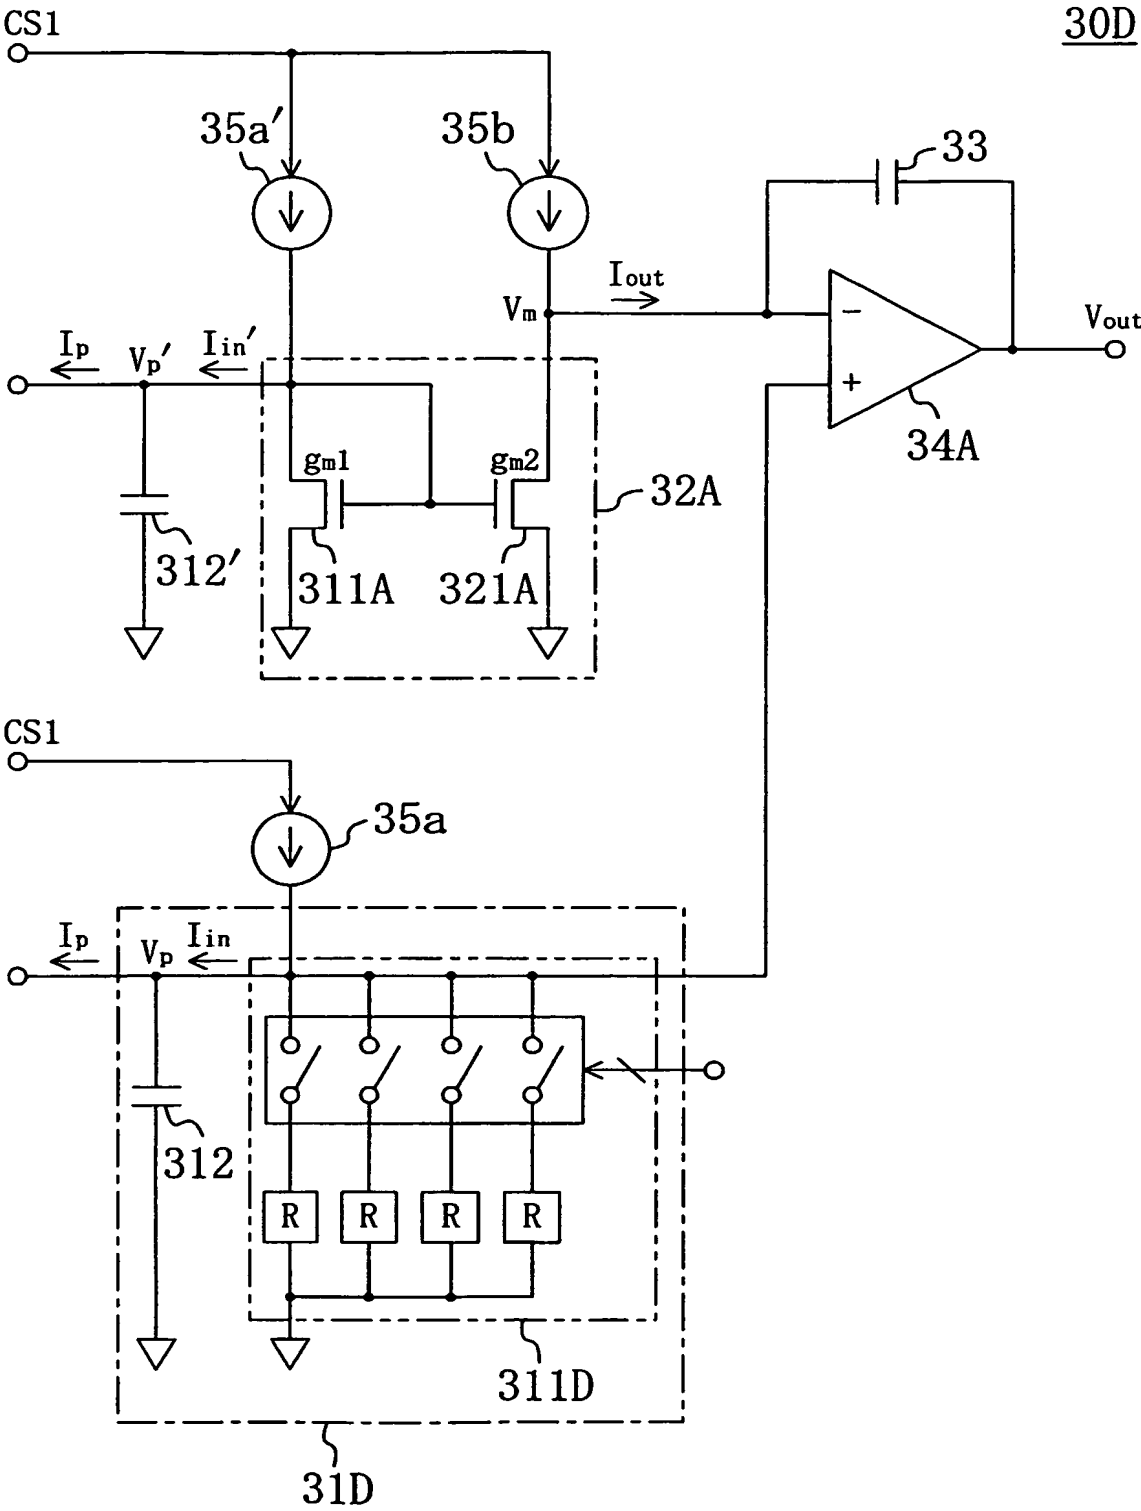 CS1
30D
35a′
35b
33
Iout
Vm
Vout
Ip
Vp′
Iin′
−
+
34A
gm1
gm2
32A
312′
311A
321A
CS1
35a
Ip
Vp
Iin
312
R R R R
311D
31D